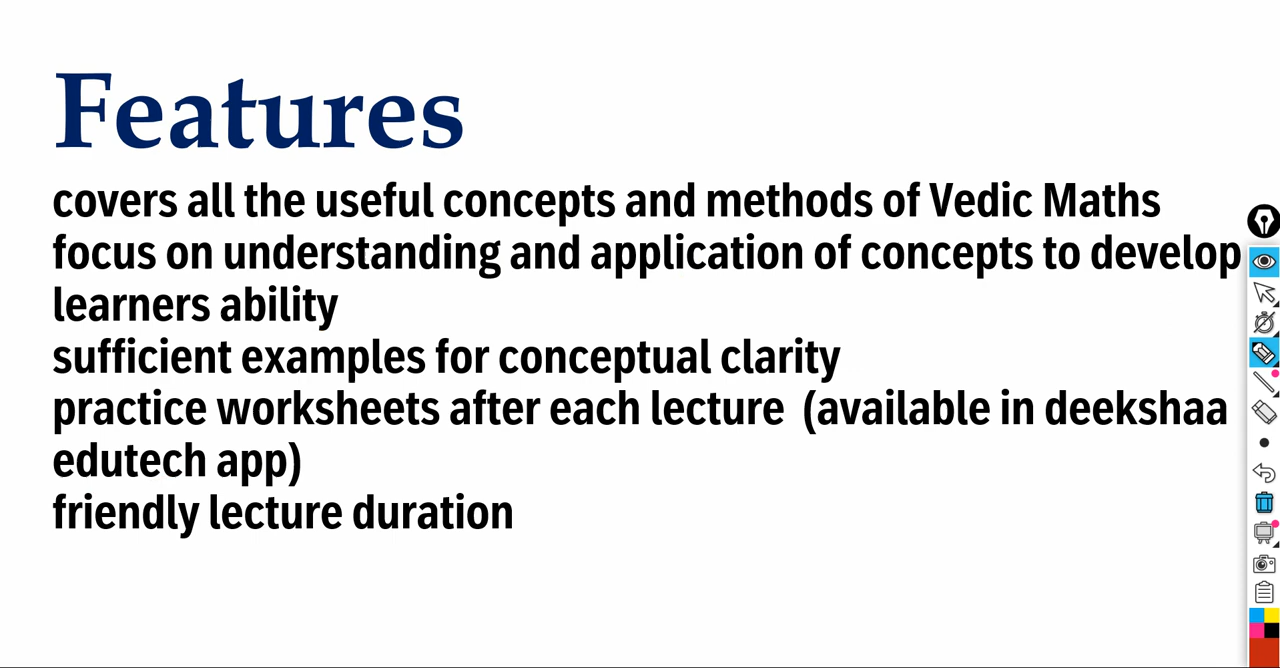 Features
covers all the useful concepts and methods of Vedic Maths
focus on understanding and application of concepts to develop
learners ability
sufficient examples for conceptual clarity
practice worksheets after each lecture  (available in deekshaa
edutech app)
friendly lecture duration